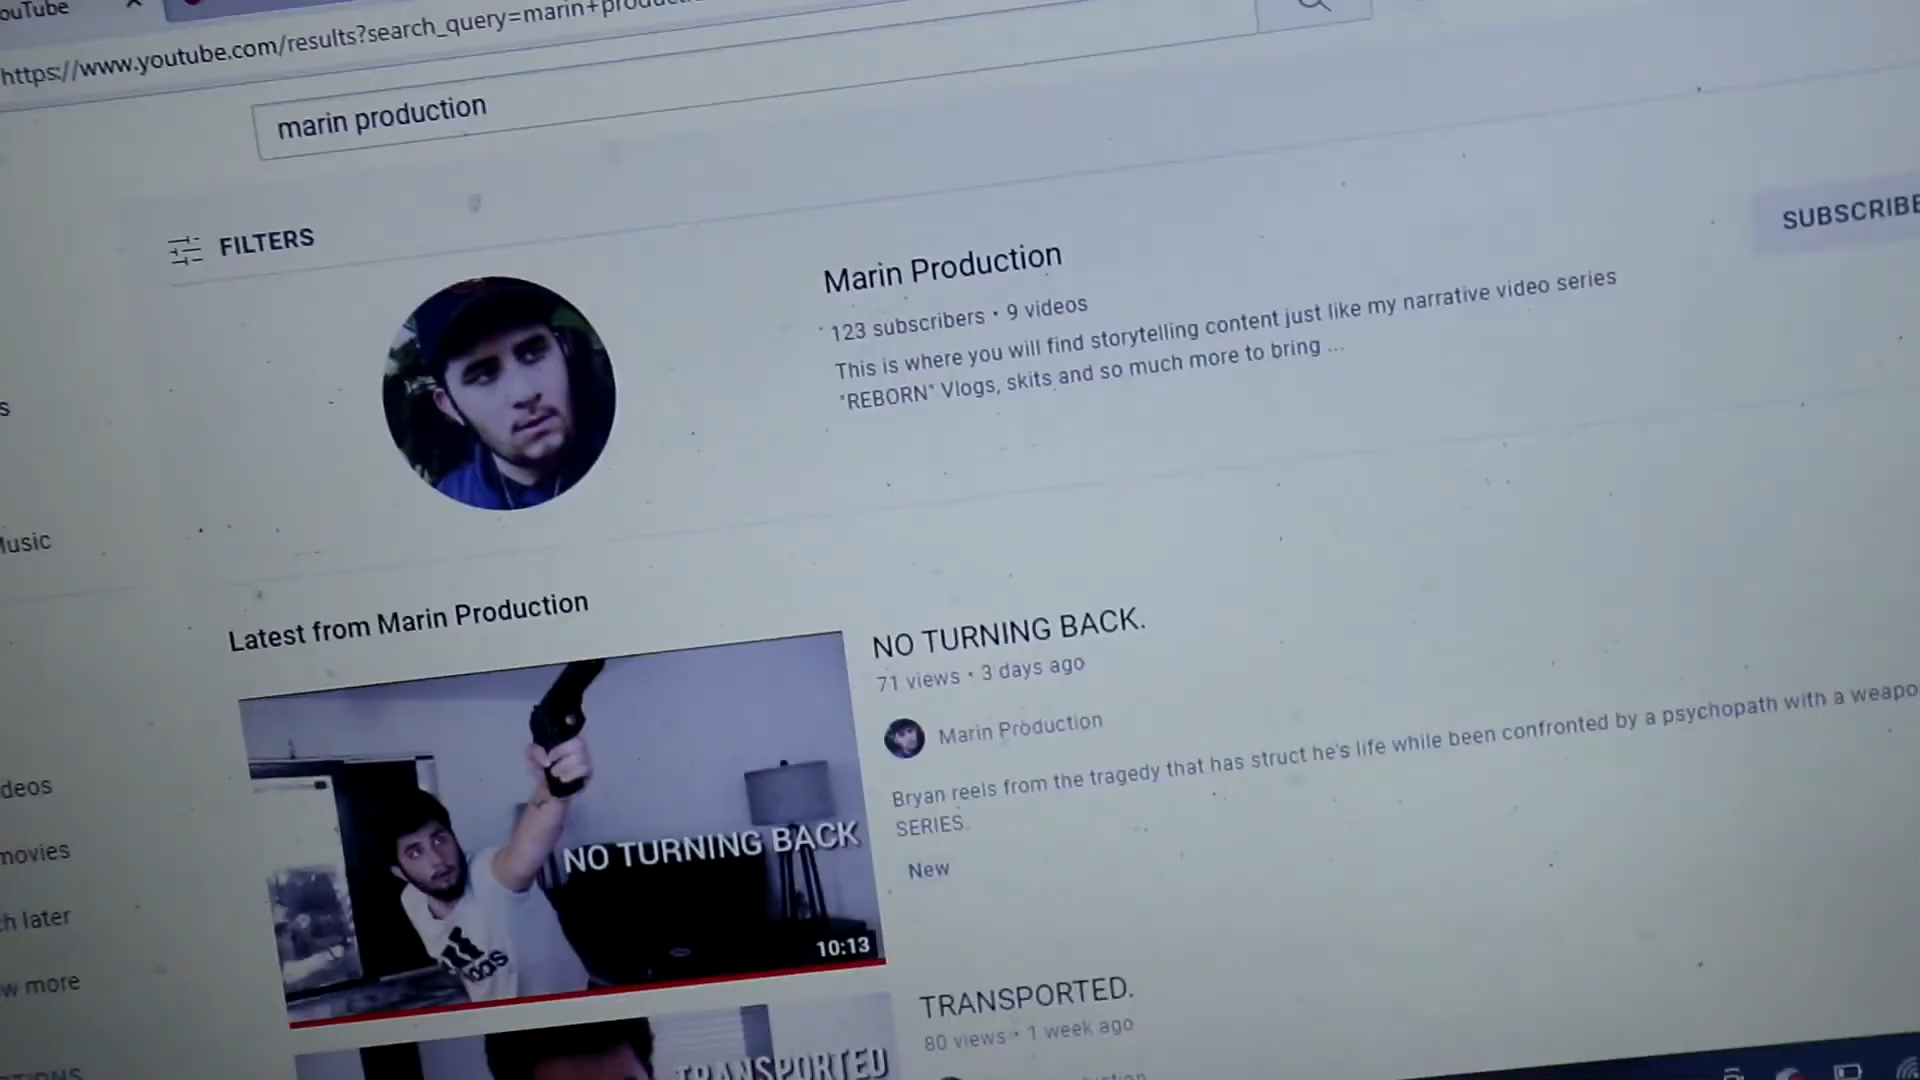 ouTube
https://www.youtube.com/results?search_query=marin+produc
marin production
FILTERS
SUBSCRIBE
Marin Production
123 subscribers • 9 videos
This is where you will find storytelling content just like my narrative video series
"REBORN" Vlogs, skits and so much more to bring ...
s
Music
Latest from Marin Production
NO TURNING BACK.
71 views • 3 days ago
Marin Production
Bryan reels from the tragedy that has struct he's life while been confronted by a psychopath with a weapo
SERIES.
New
NO TURNING BACK
adidas
10:13
deos
movies
ch later
w more
TRANSPORTED.
80 views • 1 week ago
TRANSPORTED